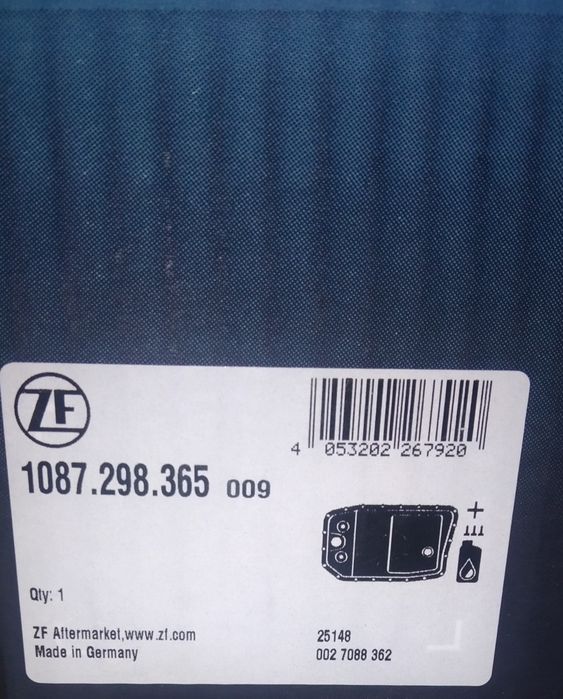 ZF
4 053202 267920
1087.298.365 009
Qty: 1
ZF Aftermarket,www.zf.com
Made in Germany
25148
002 7088 362